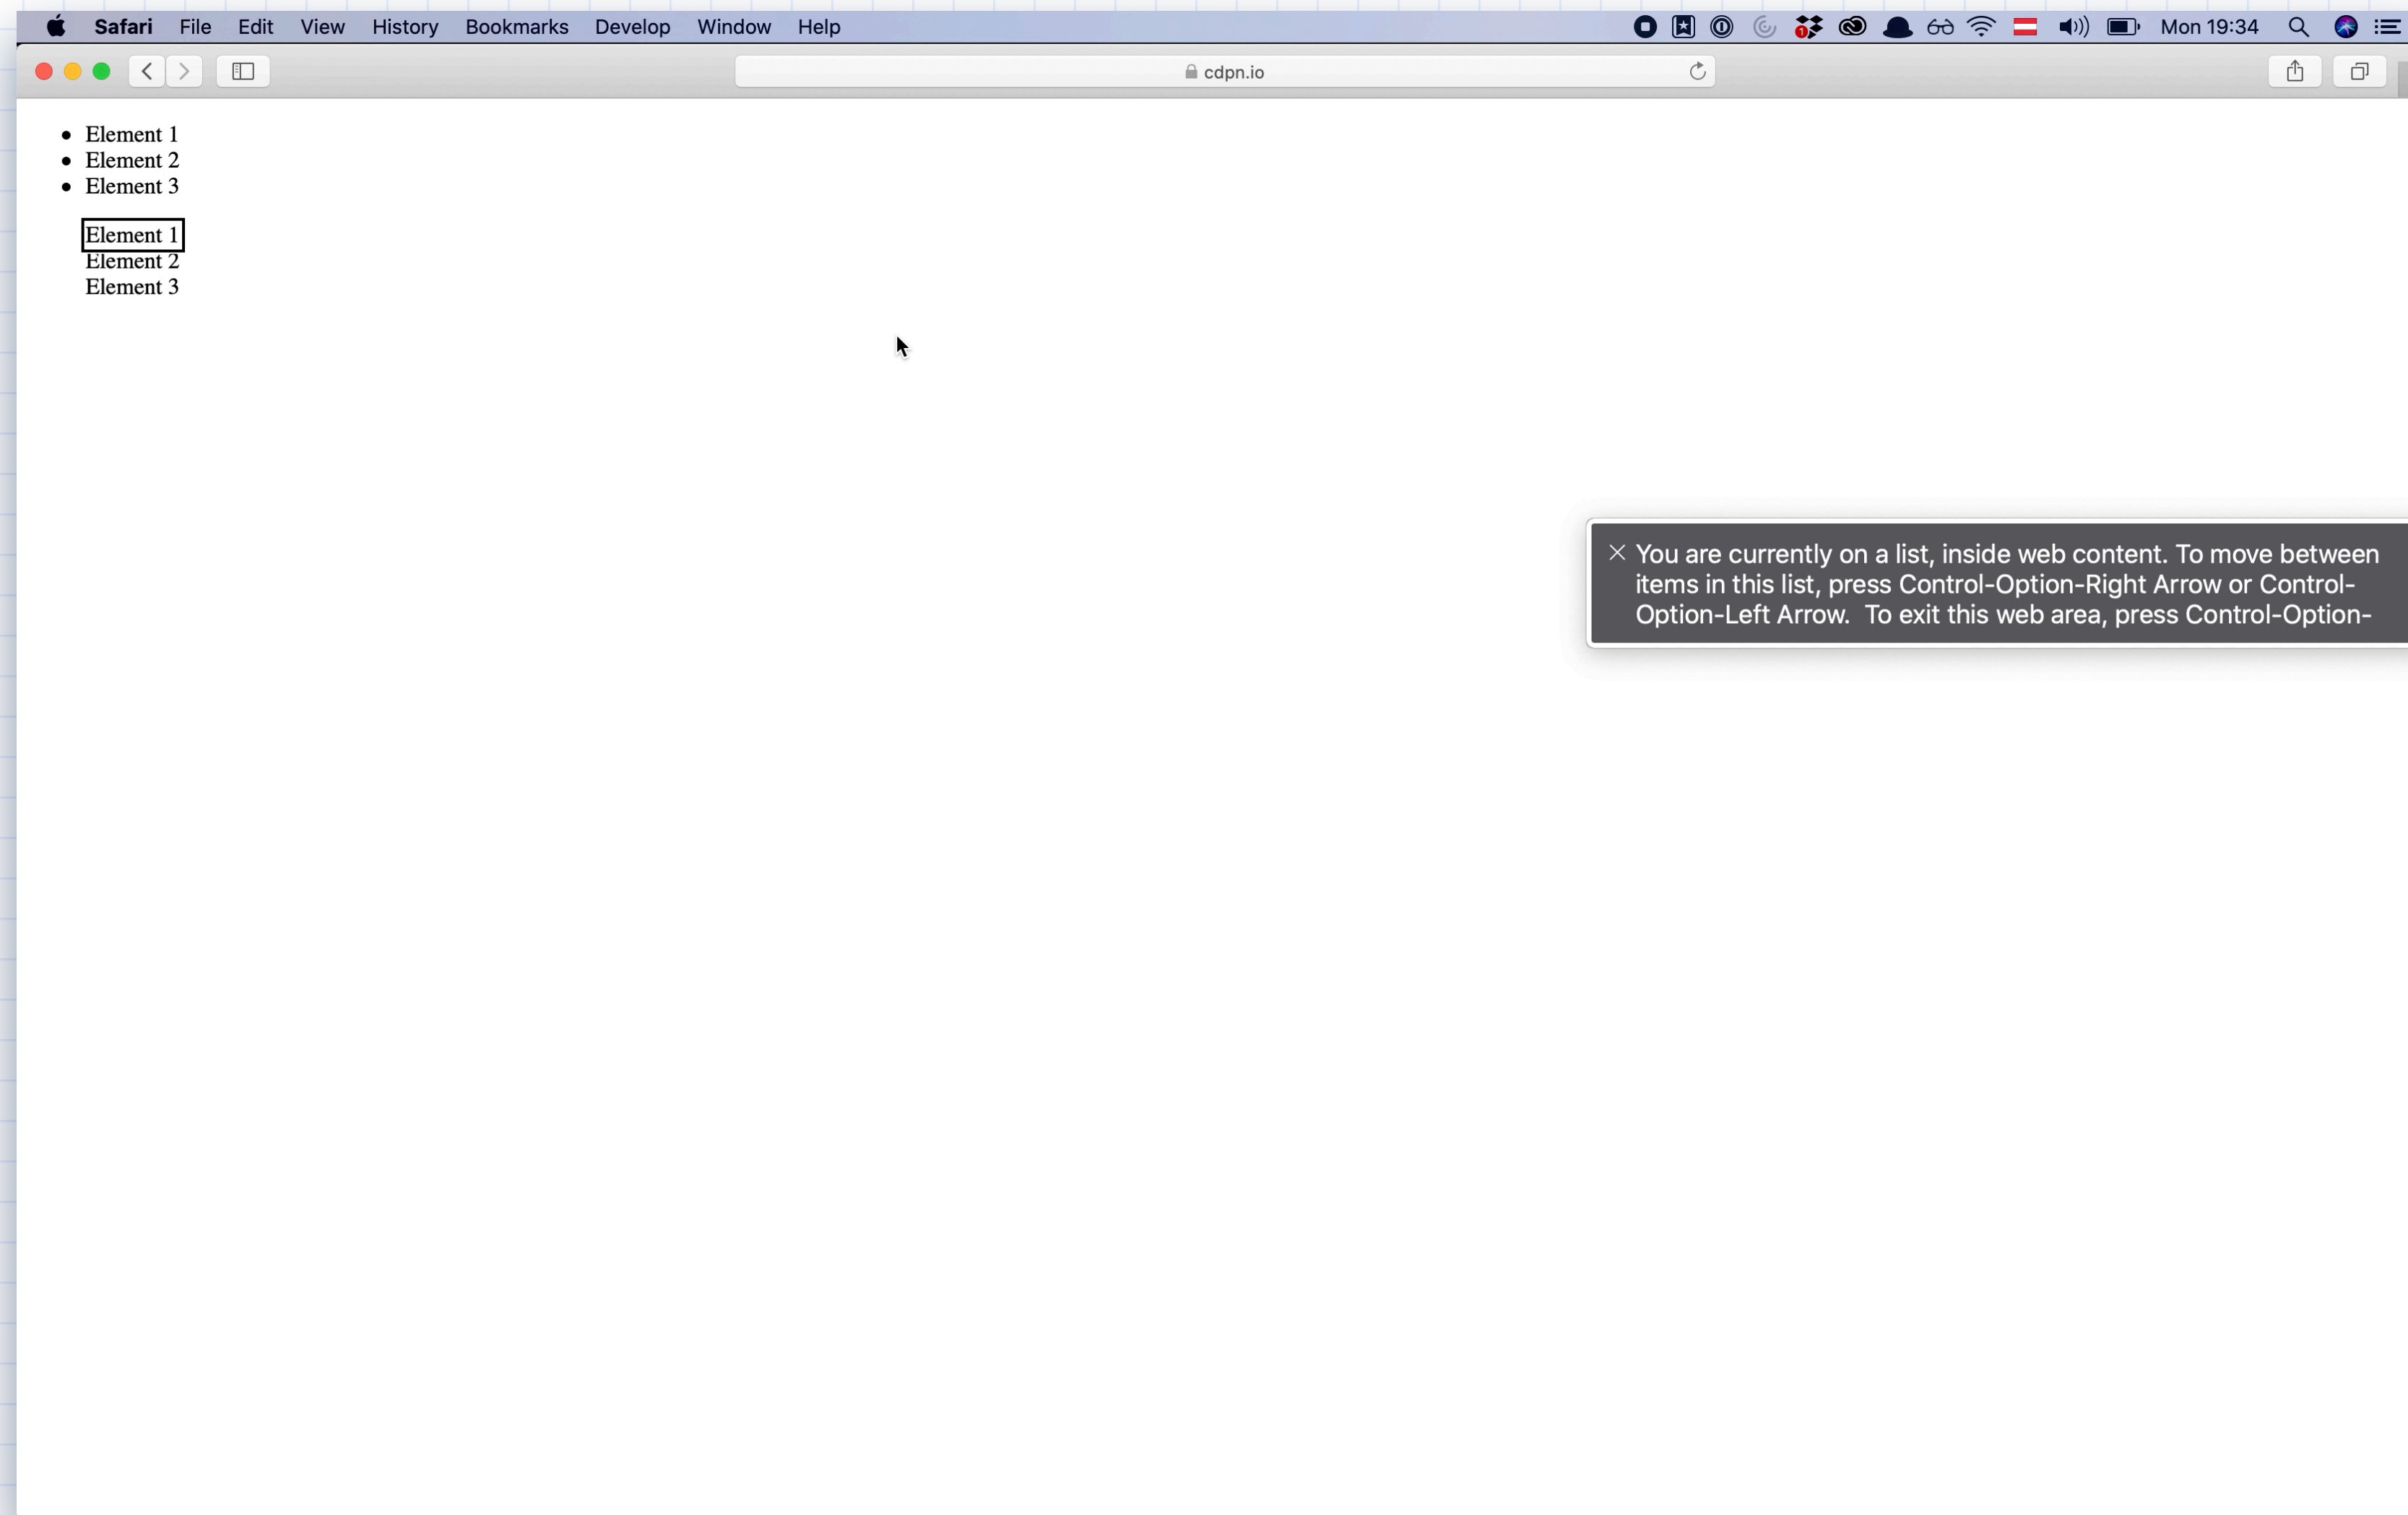 Safari File Edit View History Bookmarks Develop Window Help 1 Mon 19:34
cdpn.io
• Element 1
• Element 2
• Element 3
Element 1
Element 2
Element 3
You are currently on a list, inside web content. To move between
items in this list, press Control-Option-Right Arrow or Control-
Option-Left Arrow.  To exit this web area, press Control-Option-